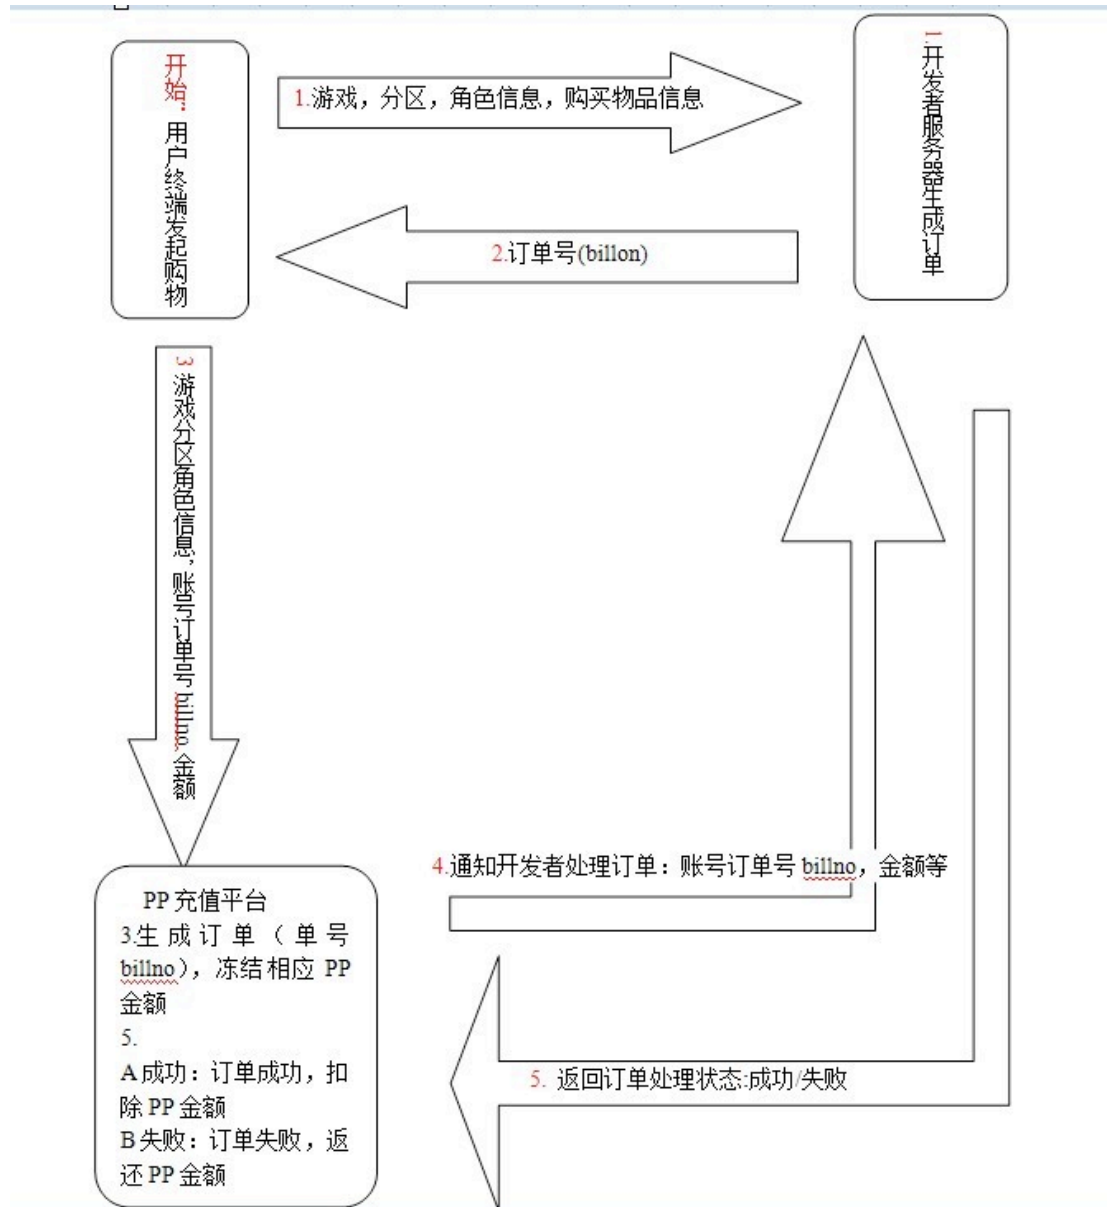 开始：用户终端发起购物
1.游戏，分区，角色信息，购买物品信息
1.开发者服务器生成订单
2.订单号(billon)
3 游戏分区角色信息，账号订单号 billno 金额
4.通知开发者处理订单：账号订单号 billno，金额等
PP 充值平台
3.生成订单（单号
billno），冻结相应 PP
金额
5.
A 成功：订单成功，扣
除 PP 金额
B 失败：订单失败，返
还 PP 金额
5. 返回订单处理状态:成功/失败